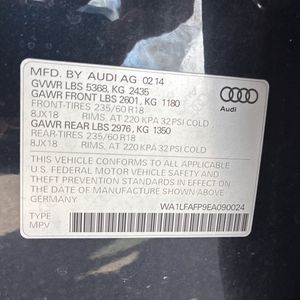 MFD. BY AUDI AG 02 14
GVWR LBS 5368, KG 2435
GAWR FRONT LBS 2601, KG 1180
FRONT-TIRES 235/60 R18
8JX18 RIMS, AT 220 KPA 32 PSI COLD
GAWR REAR LBS 2976, KG 1350
REAR-TIRES 235/60 R18
8JX18 RIMS, AT 220 KPA 32 PSI COLD
Audi
THIS VEHICLE CONFORMS TO ALL APPLICABLE
U.S. FEDERAL MOTOR VEHICLE SAFETY AND
THEFT PREVENTION STANDARDS IN EFFECT ON
THE DATE OF MANUFACTURE SHOWN ABOVE
GERMANY
WA1LFAFP9EA090024
TYPE
MPV